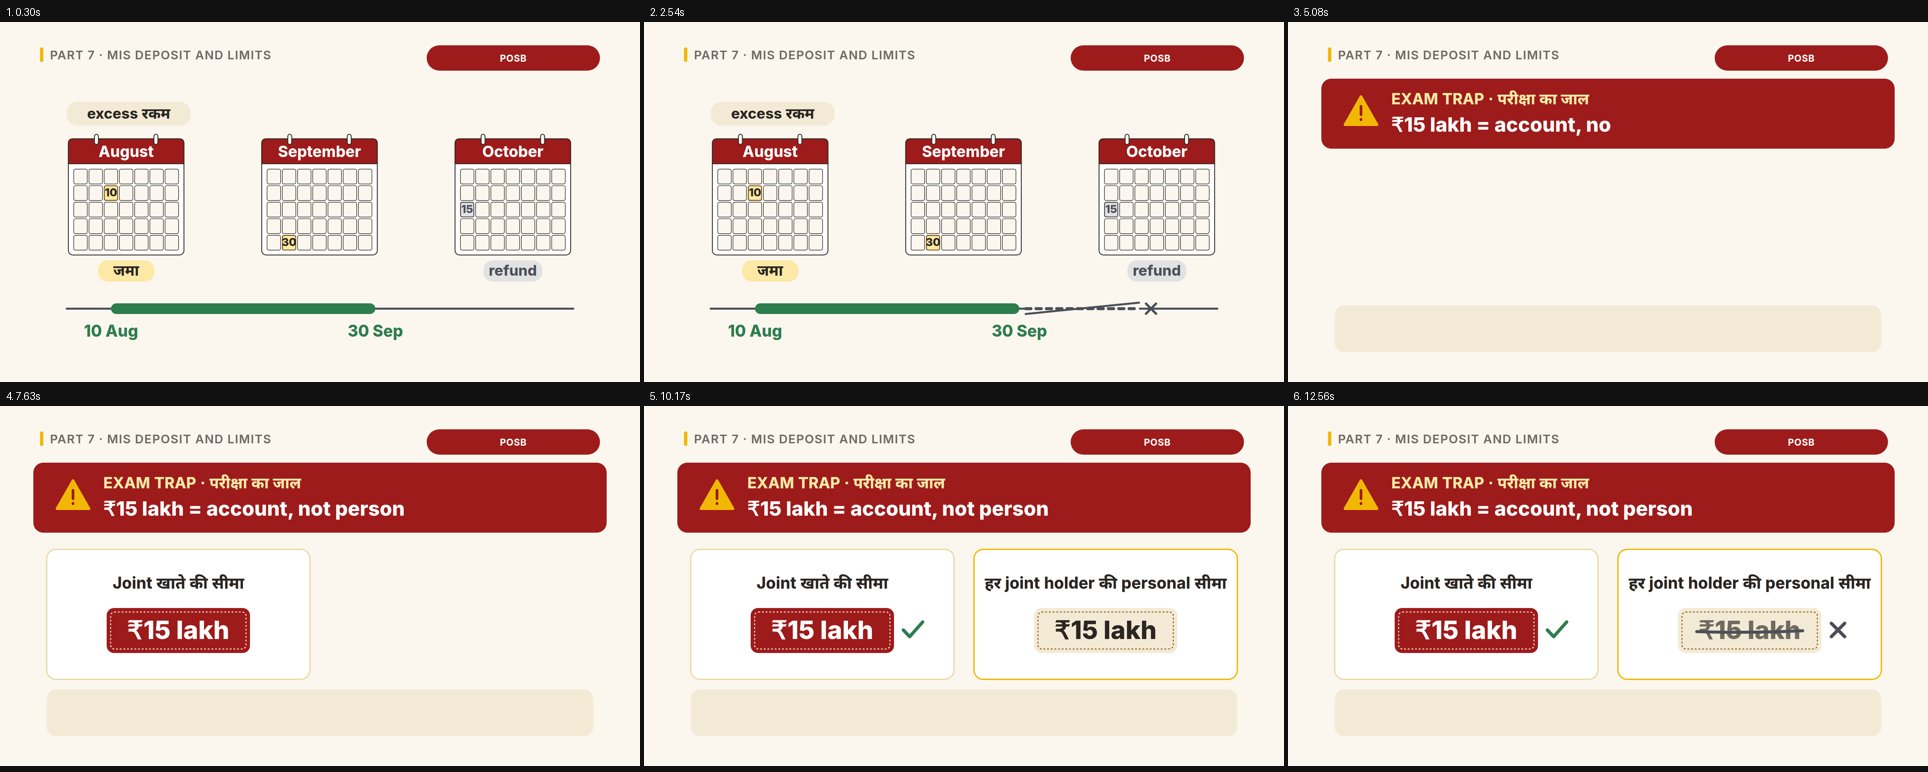 1. 0.30s
PART 7 · MIS DEPOSIT AND LIMITS
POSB
excess रकम
August
September
October
10
15
30
जमा
refund
10 Aug
30 Sep
2. 2.54s
PART 7 · MIS DEPOSIT AND LIMITS
POSB
excess रकम
August
September
October
10
15
30
जमा
refund
10 Aug
30 Sep
3. 5.08s
PART 7 · MIS DEPOSIT AND LIMITS
POSB
EXAM TRAP · परीक्षा का जाल
₹15 lakh = account, no
4. 7.63s
PART 7 · MIS DEPOSIT AND LIMITS
POSB
EXAM TRAP · परीक्षा का जाल
₹15 lakh = account, not person
Joint खाते की सीमा
₹15 lakh
5. 10.17s
PART 7 · MIS DEPOSIT AND LIMITS
POSB
EXAM TRAP · परीक्षा का जाल
₹15 lakh = account, not person
Joint खाते की सीमा
₹15 lakh
हर joint holder की personal सीमा
₹15 lakh
6. 12.56s
PART 7 · MIS DEPOSIT AND LIMITS
POSB
EXAM TRAP · परीक्षा का जाल
₹15 lakh = account, not person
Joint खाते की सीमा
₹15 lakh
हर joint holder की personal सीमा
₹15 lakh